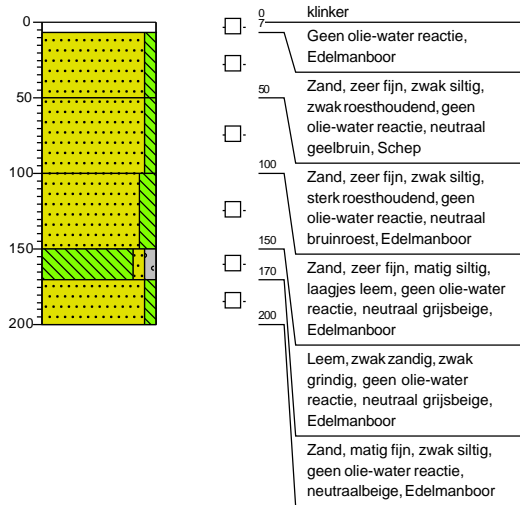 0
50
100
150
200
0
7
50
100
150
170
200
klinker
Geen olie-water reactie,
Edelmanboor
Zand, zeer fijn, zwak siltig,
zwak roesthoudend, geen
olie-water reactie, neutraal
geelbruin, Schep
Zand, zeer fijn, zwak siltig,
sterk roesthoudend, geen
olie-water reactie, neutraal
bruinroest, Edelmanboor
Zand, zeer fijn, matig siltig,
laagjes leem, geen olie-water
reactie, neutraal grijsbeige,
Edelmanboor
Leem, zwak zandig, zwak
grindig, geen olie-water
reactie, neutraal grijsbeige,
Edelmanboor
Zand, matig fijn, zwak siltig,
geen olie-water reactie,
neutraalbeige, Edelmanboor